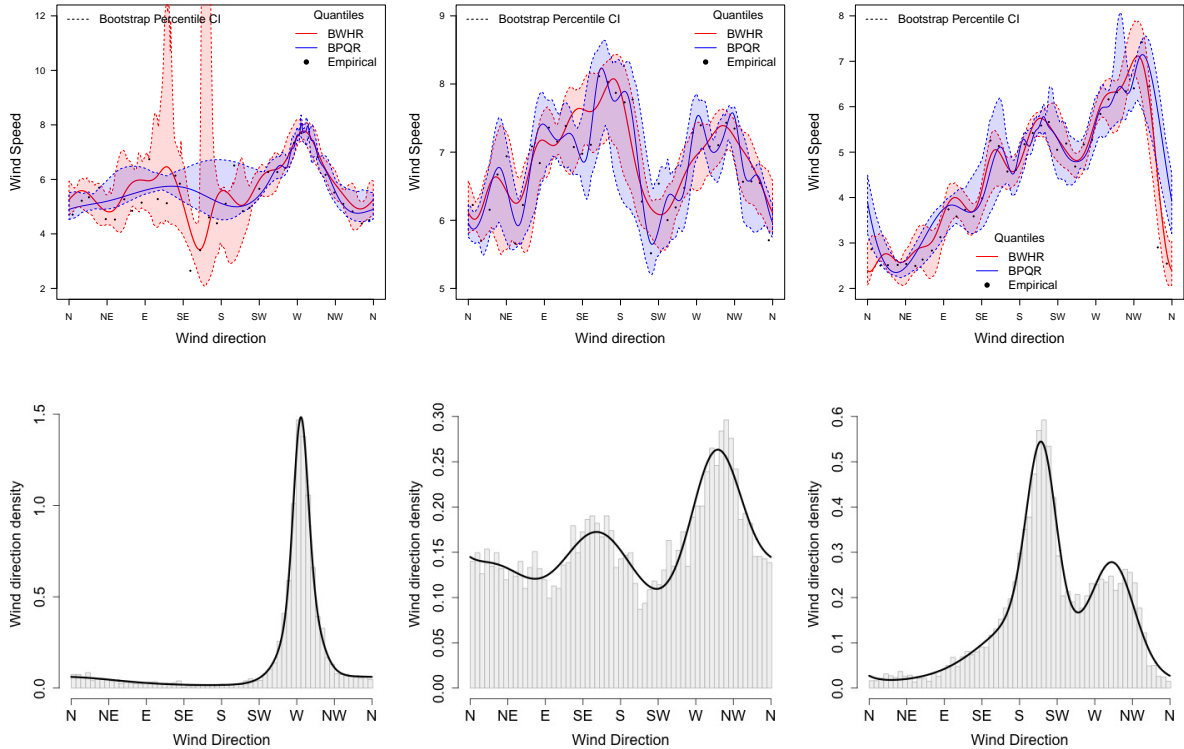 Bootstrap Percentile CI
Quantiles
BWHR
BPQR
Empirical
Wind Speed
12
10
8
6
4
2
N NE E SE S SW W NW N
Wind direction
Bootstrap Percentile CI
Quantiles
BWHR
BPQR
Empirical
Wind Speed
9
8
7
6
5
N NE E SE S SW W NW N
Wind direction
Bootstrap Percentile CI
Quantiles
BWHR
BPQR
Empirical
Wind Speed
8
7
6
5
4
3
2
N NE E SE S SW W NW N
Wind direction
Wind direction density
1.5
1.0
0.5
0.0
N NE E SE S SW W NW N
Wind Direction
Wind direction density
0.30
0.25
0.20
0.15
0.10
0.05
0.00
N NE E SE S SW W NW N
Wind Direction
Wind direction density
0.6
0.5
0.4
0.3
0.2
0.1
0.0
N NE E SE S SW W NW N
Wind Direction